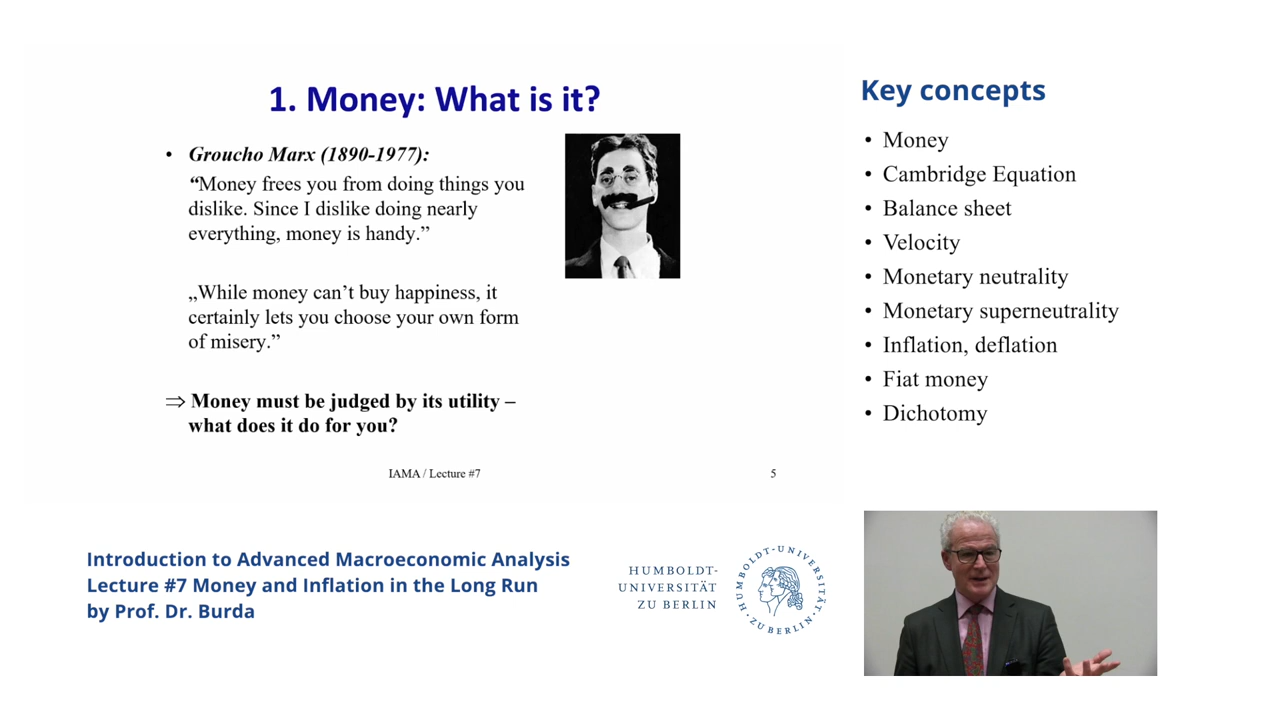 1. Money: What is it?
• Groucho Marx (1890-1977):
“Money frees you from doing things you
dislike. Since I dislike doing nearly
everything, money is handy.”
„While money can’t buy happiness, it
certainly lets you choose your own form
of misery.”
⇒ Money must be judged by its utility –
what does it do for you?
IAMA / Lecture #7
5
Key concepts
• Money
• Cambridge Equation
• Balance sheet
• Velocity
• Monetary neutrality
• Monetary superneutrality
• Inflation, deflation
• Fiat money
• Dichotomy
Introduction to Advanced Macroeconomic Analysis
Lecture #7 Money and Inflation in the Long Run
by Prof. Dr. Burda
HUMBOLDT-
UNIVERSITÄT
ZU BERLIN
HUMBOLDT-UNIVERSITÄT
· ZU BERLIN ·